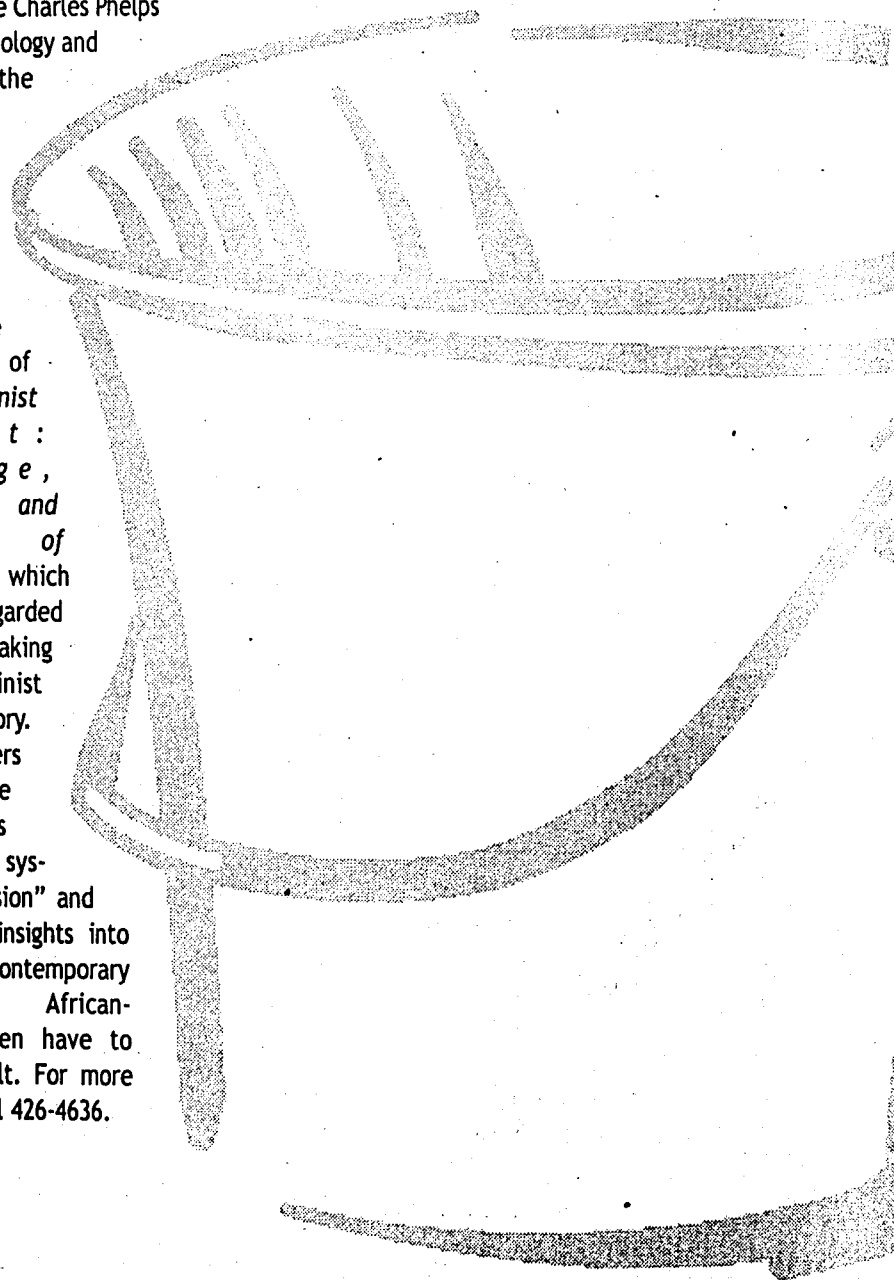 e Charles Phelps
ology and
the
of
nist
t :
g e ,
and
of
which
garded
aking
inist
ory.
ers
e
s
sys-
sion" and
insights into
ontemporary
African-
en have to
lt. For more
l 426-4636.